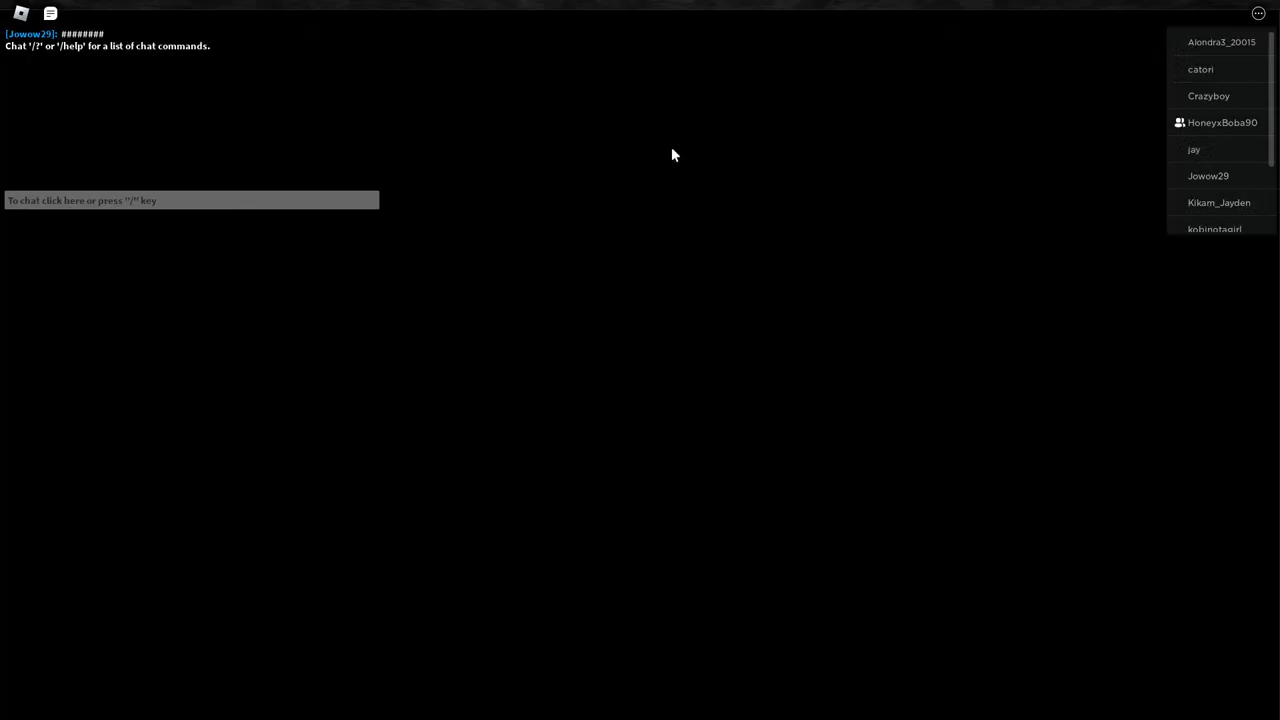 [Jowow29]: ########
Chat '/?' or '/help' for a list of chat commands.
To chat click here or press "/" key
Alondra3_20015
catori
Crazyboy
HoneyxBoba90
jay
Jowow29
Kikam_Jayden
kobinotagirl